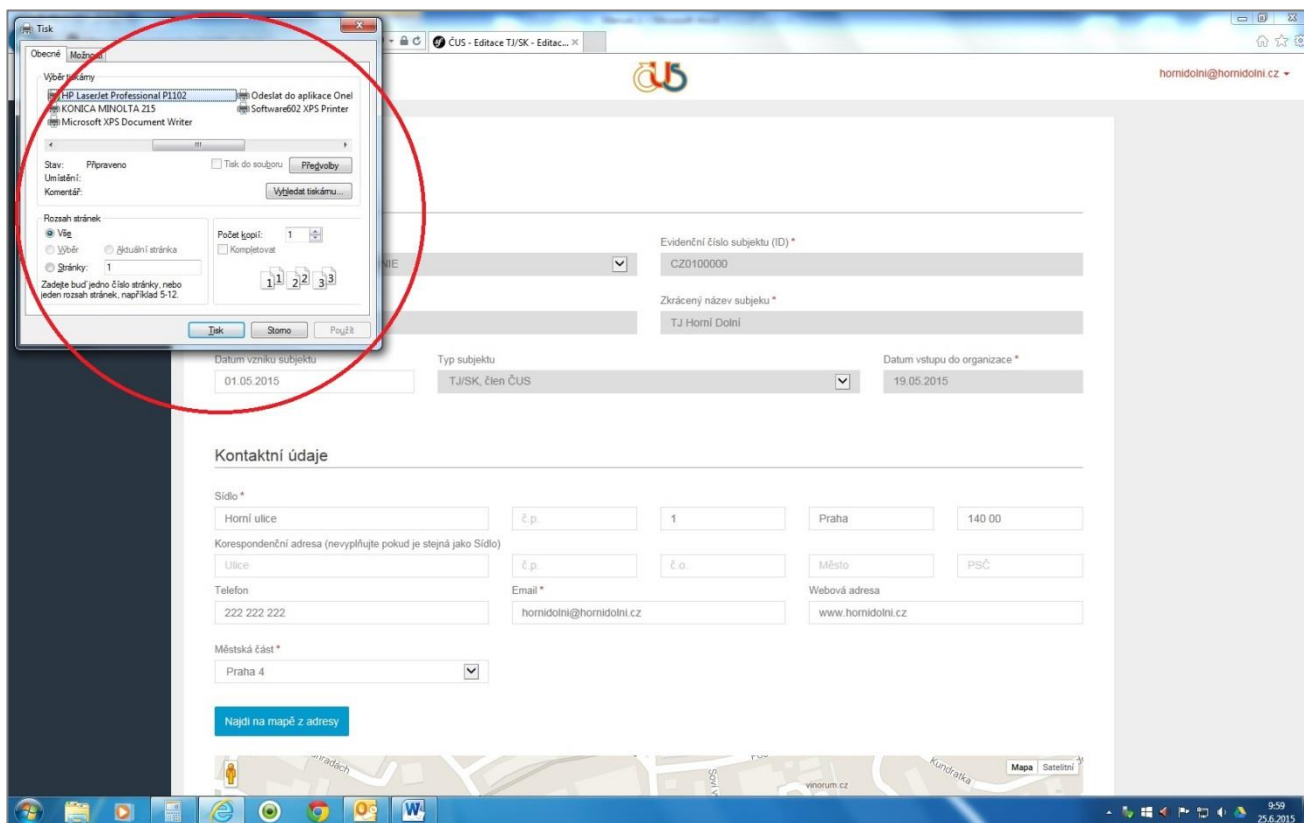 Tisk
ČUS - Editace TJ/SK - Editac...
Obecné
Výběr tiskárny
HP LaserJet Professional P1102
Odeslat do aplikace Onel
KONICA MINOLTA 215
Software602 XPS Printer
Microsoft XPS Document Writer
ČUS
hornidolni@hornidolni.cz
Stav: Připraveno
Tisk do souboru
Předvolby
Umístění:
Komentář:
Vyhledat tiskárnu...
Rozsah stránek
Vše
Výběr
Aktuální stránka
Stránky: 1
Zadejte buď jedno číslo stránky, nebo
jeden rozsah stránek, například 5-12.
Počet kopií: 1
Kompletovat
11 22 33
Tisk
Storno
Použít
NIE
Evidenční číslo subjektu (ID) *
CZ0100000
Zkrácený název subjeku *
TJ Horní Dolní
Datum vzniku subjektu
Typ subjektu
Datum vstupu do organizace *
01.05.2015
TJ/SK, člen ČUS
19.05.2015
Kontaktní údaje
Sídlo *
Horní ulice
č.p.
1
Praha
140 00
Korespondenční adresa (nevyplňujte pokud je stejná jako Sídlo)
Ulice
č.p.
č.o.
Město
PSČ
Telefon
Email *
Webová adresa
222 222 222
hornidolni@hornidolni.cz
www.hornidolni.cz
Městská část *
Praha 4
Najdi na mapě z adresy
Kundratka
Mapa
Satelitní
vinorum.cz
9:59
25.6.2015